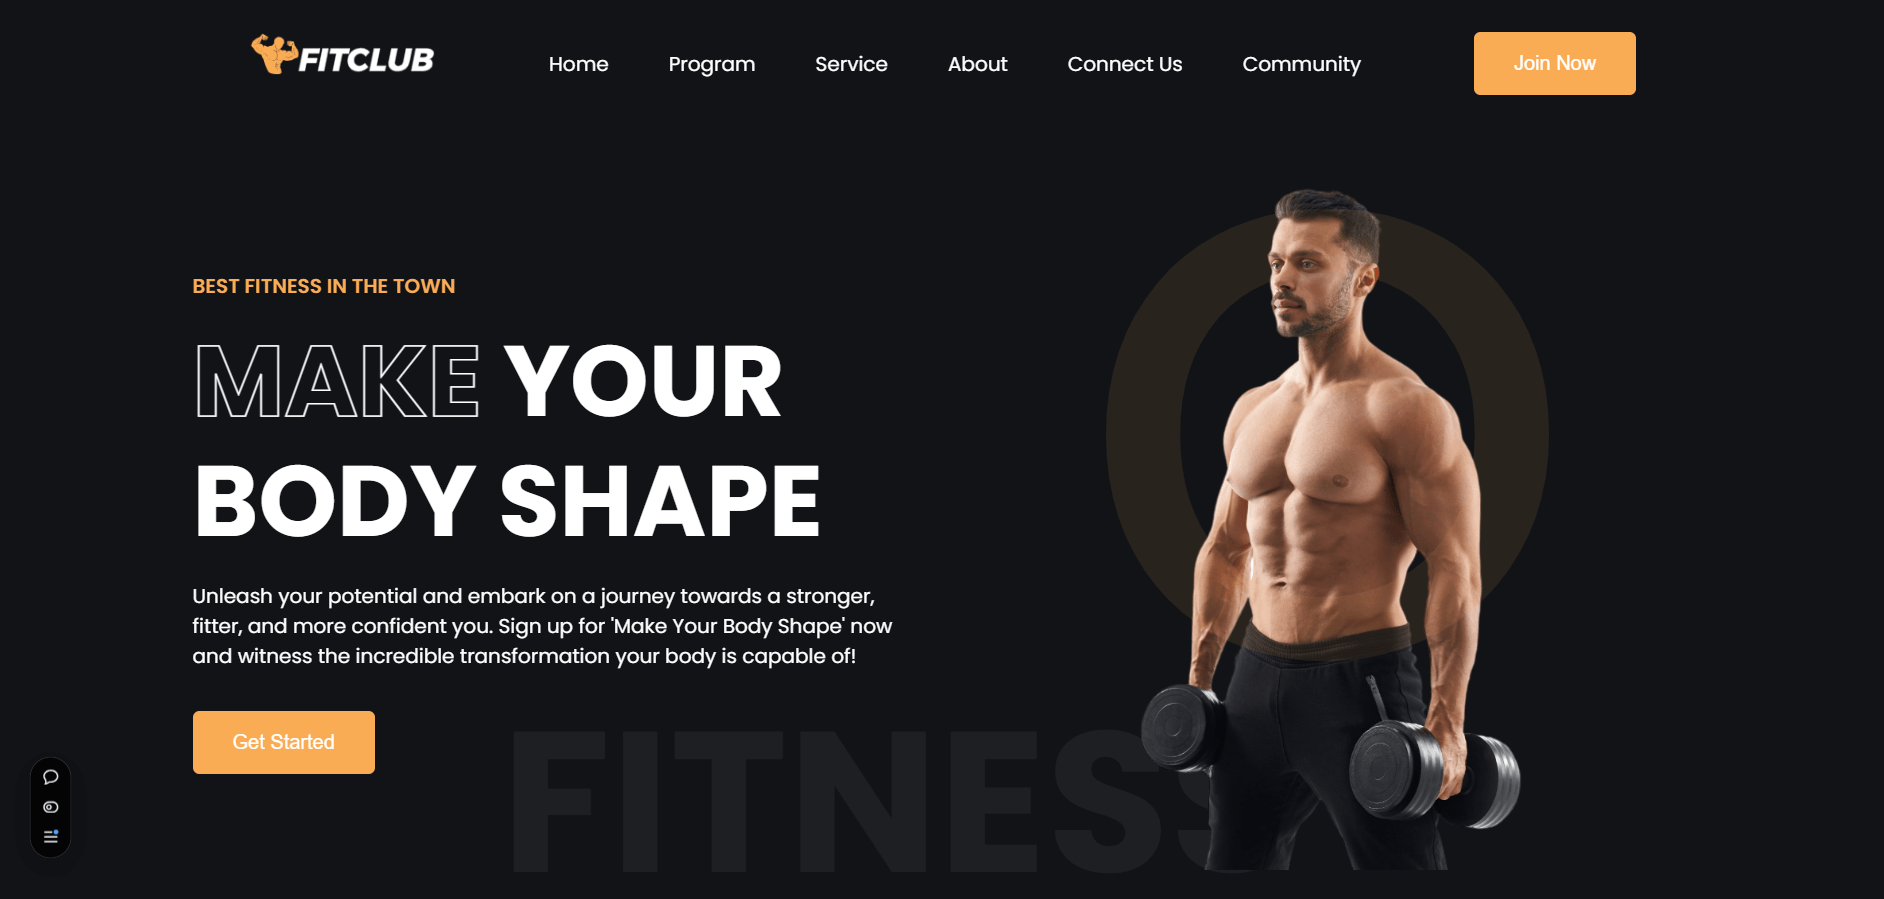 FITCLUB
Home
Program
Service
About
Connect Us
Community
Join Now
BEST FITNESS IN THE TOWN
MAKE YOUR
BODY SHAPE
Unleash your potential and embark on a journey towards a stronger,
fitter, and more confident you. Sign up for 'Make Your Body Shape' now
and witness the incredible transformation your body is capable of!
Get Started
FITNESS